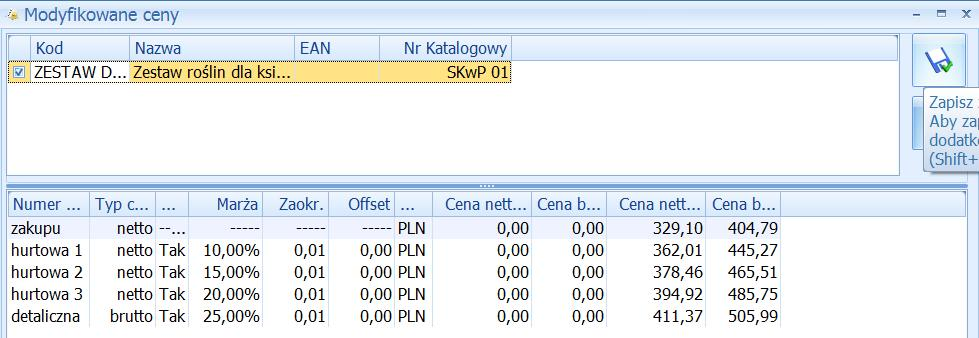 Modyfikowane ceny
Kod Nazwa EAN Nr Katalogowy
ZESTAW D... Zestaw roślin dla ksi... SKwP 01
Zapisz
Aby zap
dodatko
(Shift+
Numer ... Typ c... ... Marża Zaokr. Offset ... Cena nett... Cena b... Cena nett... Cena b...
zakupu netto --... ----- ----- ----- PLN 0,00 0,00 329,10 404,79
hurtowa 1 netto Tak 10,00% 0,01 0,00 PLN 0,00 0,00 362,01 445,27
hurtowa 2 netto Tak 15,00% 0,01 0,00 PLN 0,00 0,00 378,46 465,51
hurtowa 3 netto Tak 20,00% 0,01 0,00 PLN 0,00 0,00 394,92 485,75
detaliczna brutto Tak 25,00% 0,01 0,00 PLN 0,00 0,00 411,37 505,99